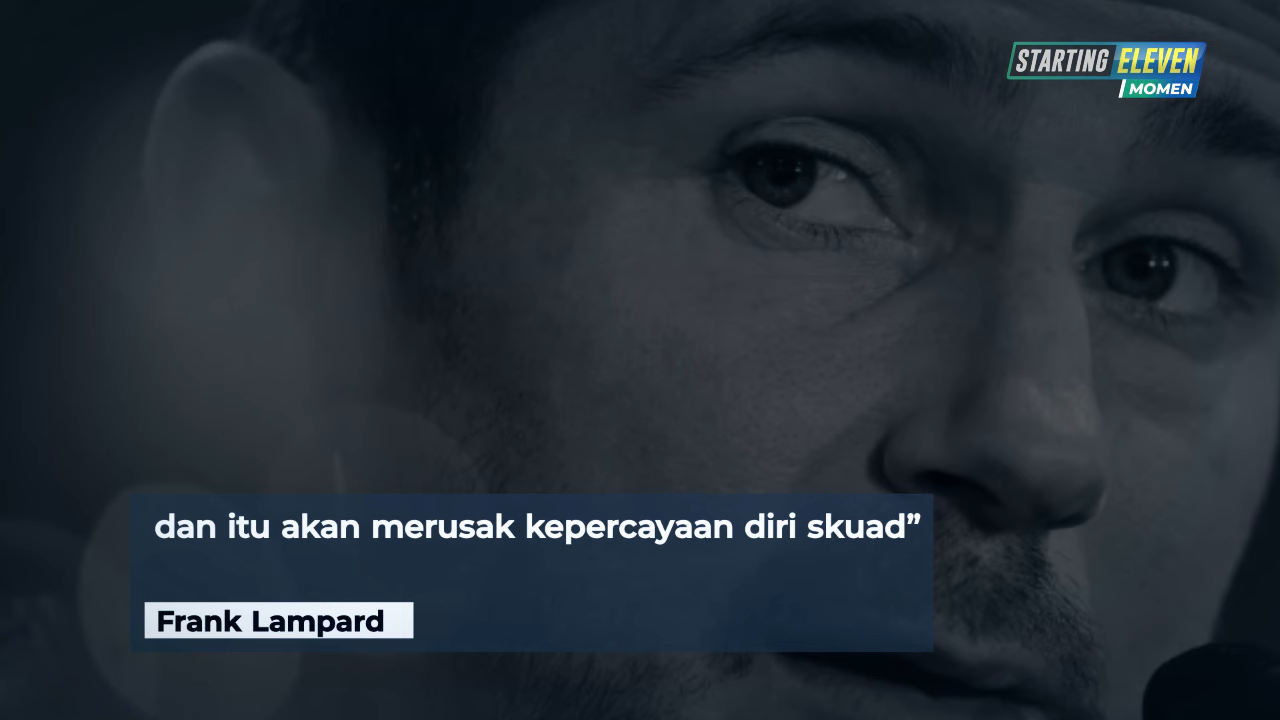 STARTING ELEVEN
MOMEN
dan itu akan merusak kepercayaan diri skuad”
Frank Lampard